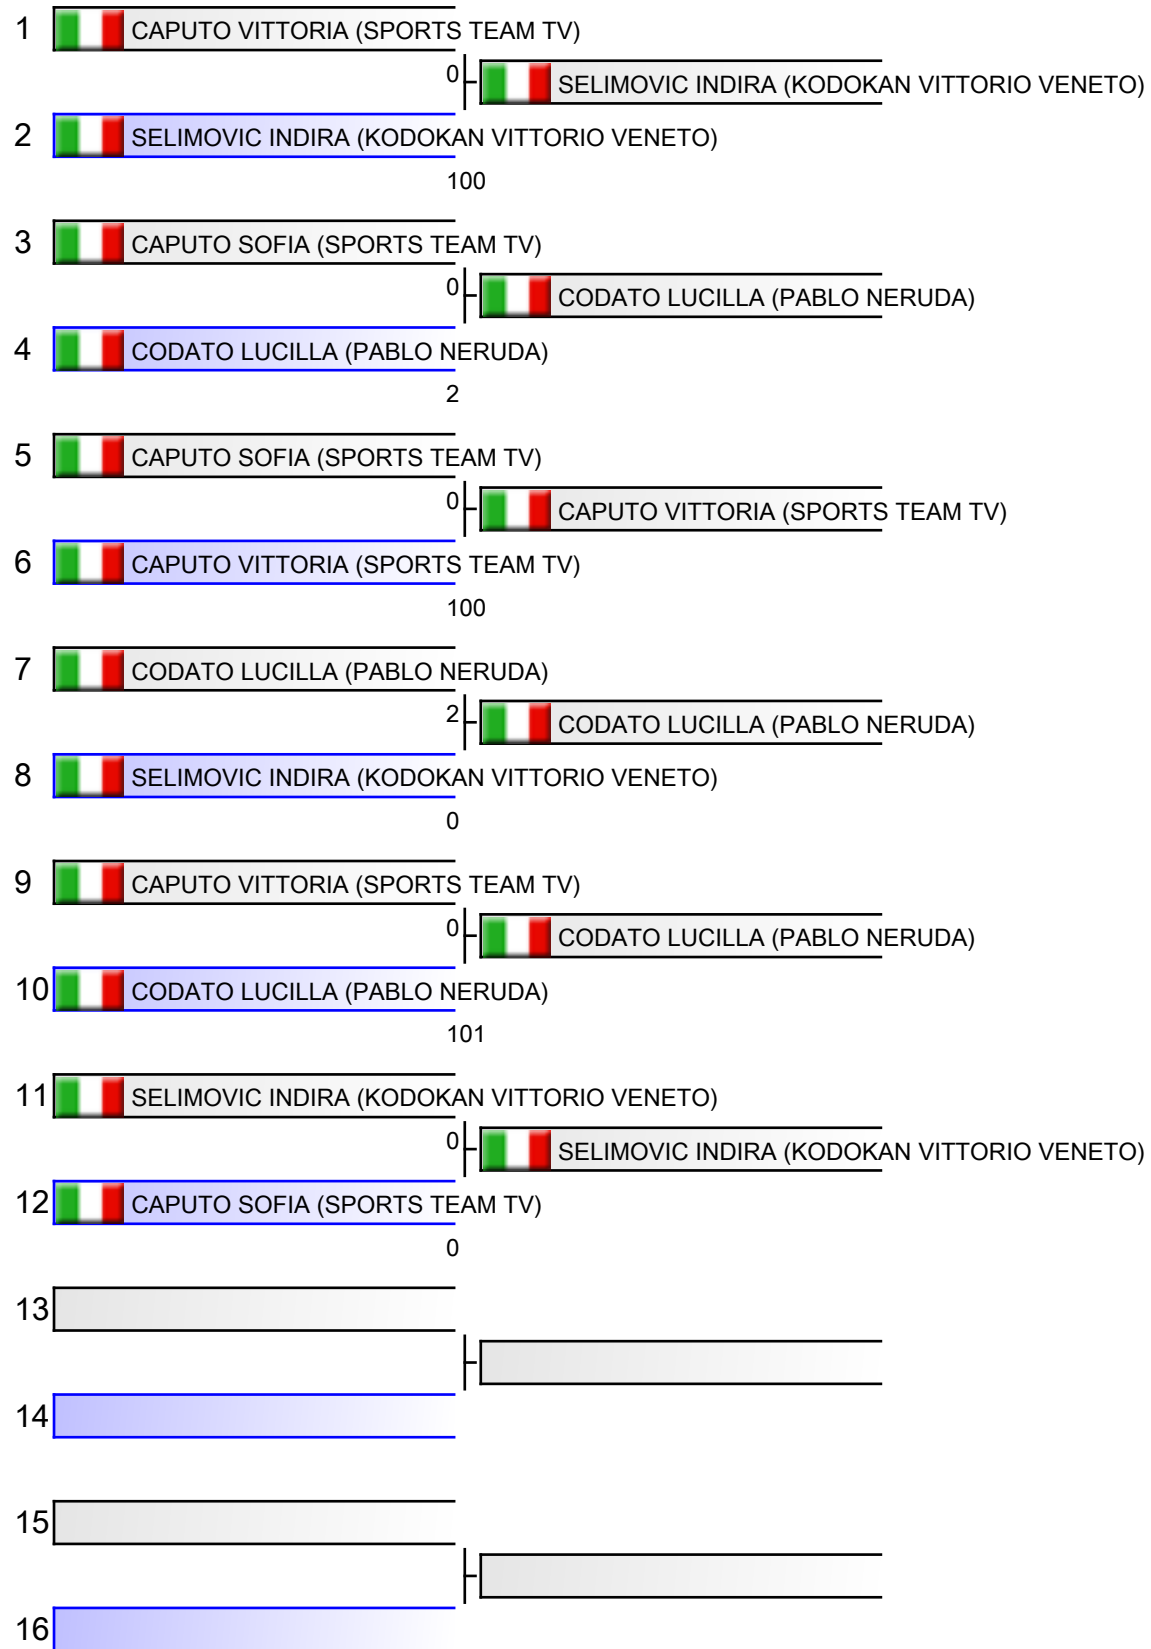 1 CAPUTO VITTORIA (SPORTS TEAM TV)
0 SELIMOVIC INDIRA (KODOKAN VITTORIO VENETO)
2 SELIMOVIC INDIRA (KODOKAN VITTORIO VENETO)
100
3 CAPUTO SOFIA (SPORTS TEAM TV)
0 CODATO LUCILLA (PABLO NERUDA)
4 CODATO LUCILLA (PABLO NERUDA)
2
5 CAPUTO SOFIA (SPORTS TEAM TV)
0 CAPUTO VITTORIA (SPORTS TEAM TV)
6 CAPUTO VITTORIA (SPORTS TEAM TV)
100
7 CODATO LUCILLA (PABLO NERUDA)
2 CODATO LUCILLA (PABLO NERUDA)
8 SELIMOVIC INDIRA (KODOKAN VITTORIO VENETO)
0
9 CAPUTO VITTORIA (SPORTS TEAM TV)
0 CODATO LUCILLA (PABLO NERUDA)
10 CODATO LUCILLA (PABLO NERUDA)
101
11 SELIMOVIC INDIRA (KODOKAN VITTORIO VENETO)
0 SELIMOVIC INDIRA (KODOKAN VITTORIO VENETO)
12 CAPUTO SOFIA (SPORTS TEAM TV)
0
13
14
15
16